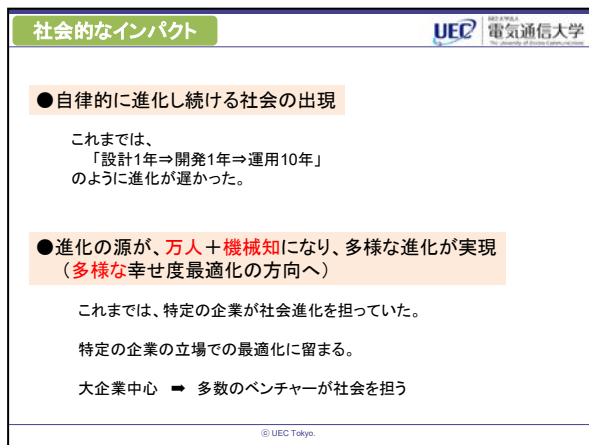 社会的なインパクト
UEC 電気通信大学
●自律的に進化し続ける社会の出現
これまでは、
「設計1年⇒開発1年⇒運用10年」
のように進化が遅かった。
●進化の源が、万人＋機械知になり、多様な進化が実現
（多様な幸せ度最適化の方向へ）
これまでは、特定の企業が社会進化を担っていた。
特定の企業の立場での最適化に留まる。
大企業中心 ➡ 多数のベンチャーが社会を担う
© UEC Tokyo.